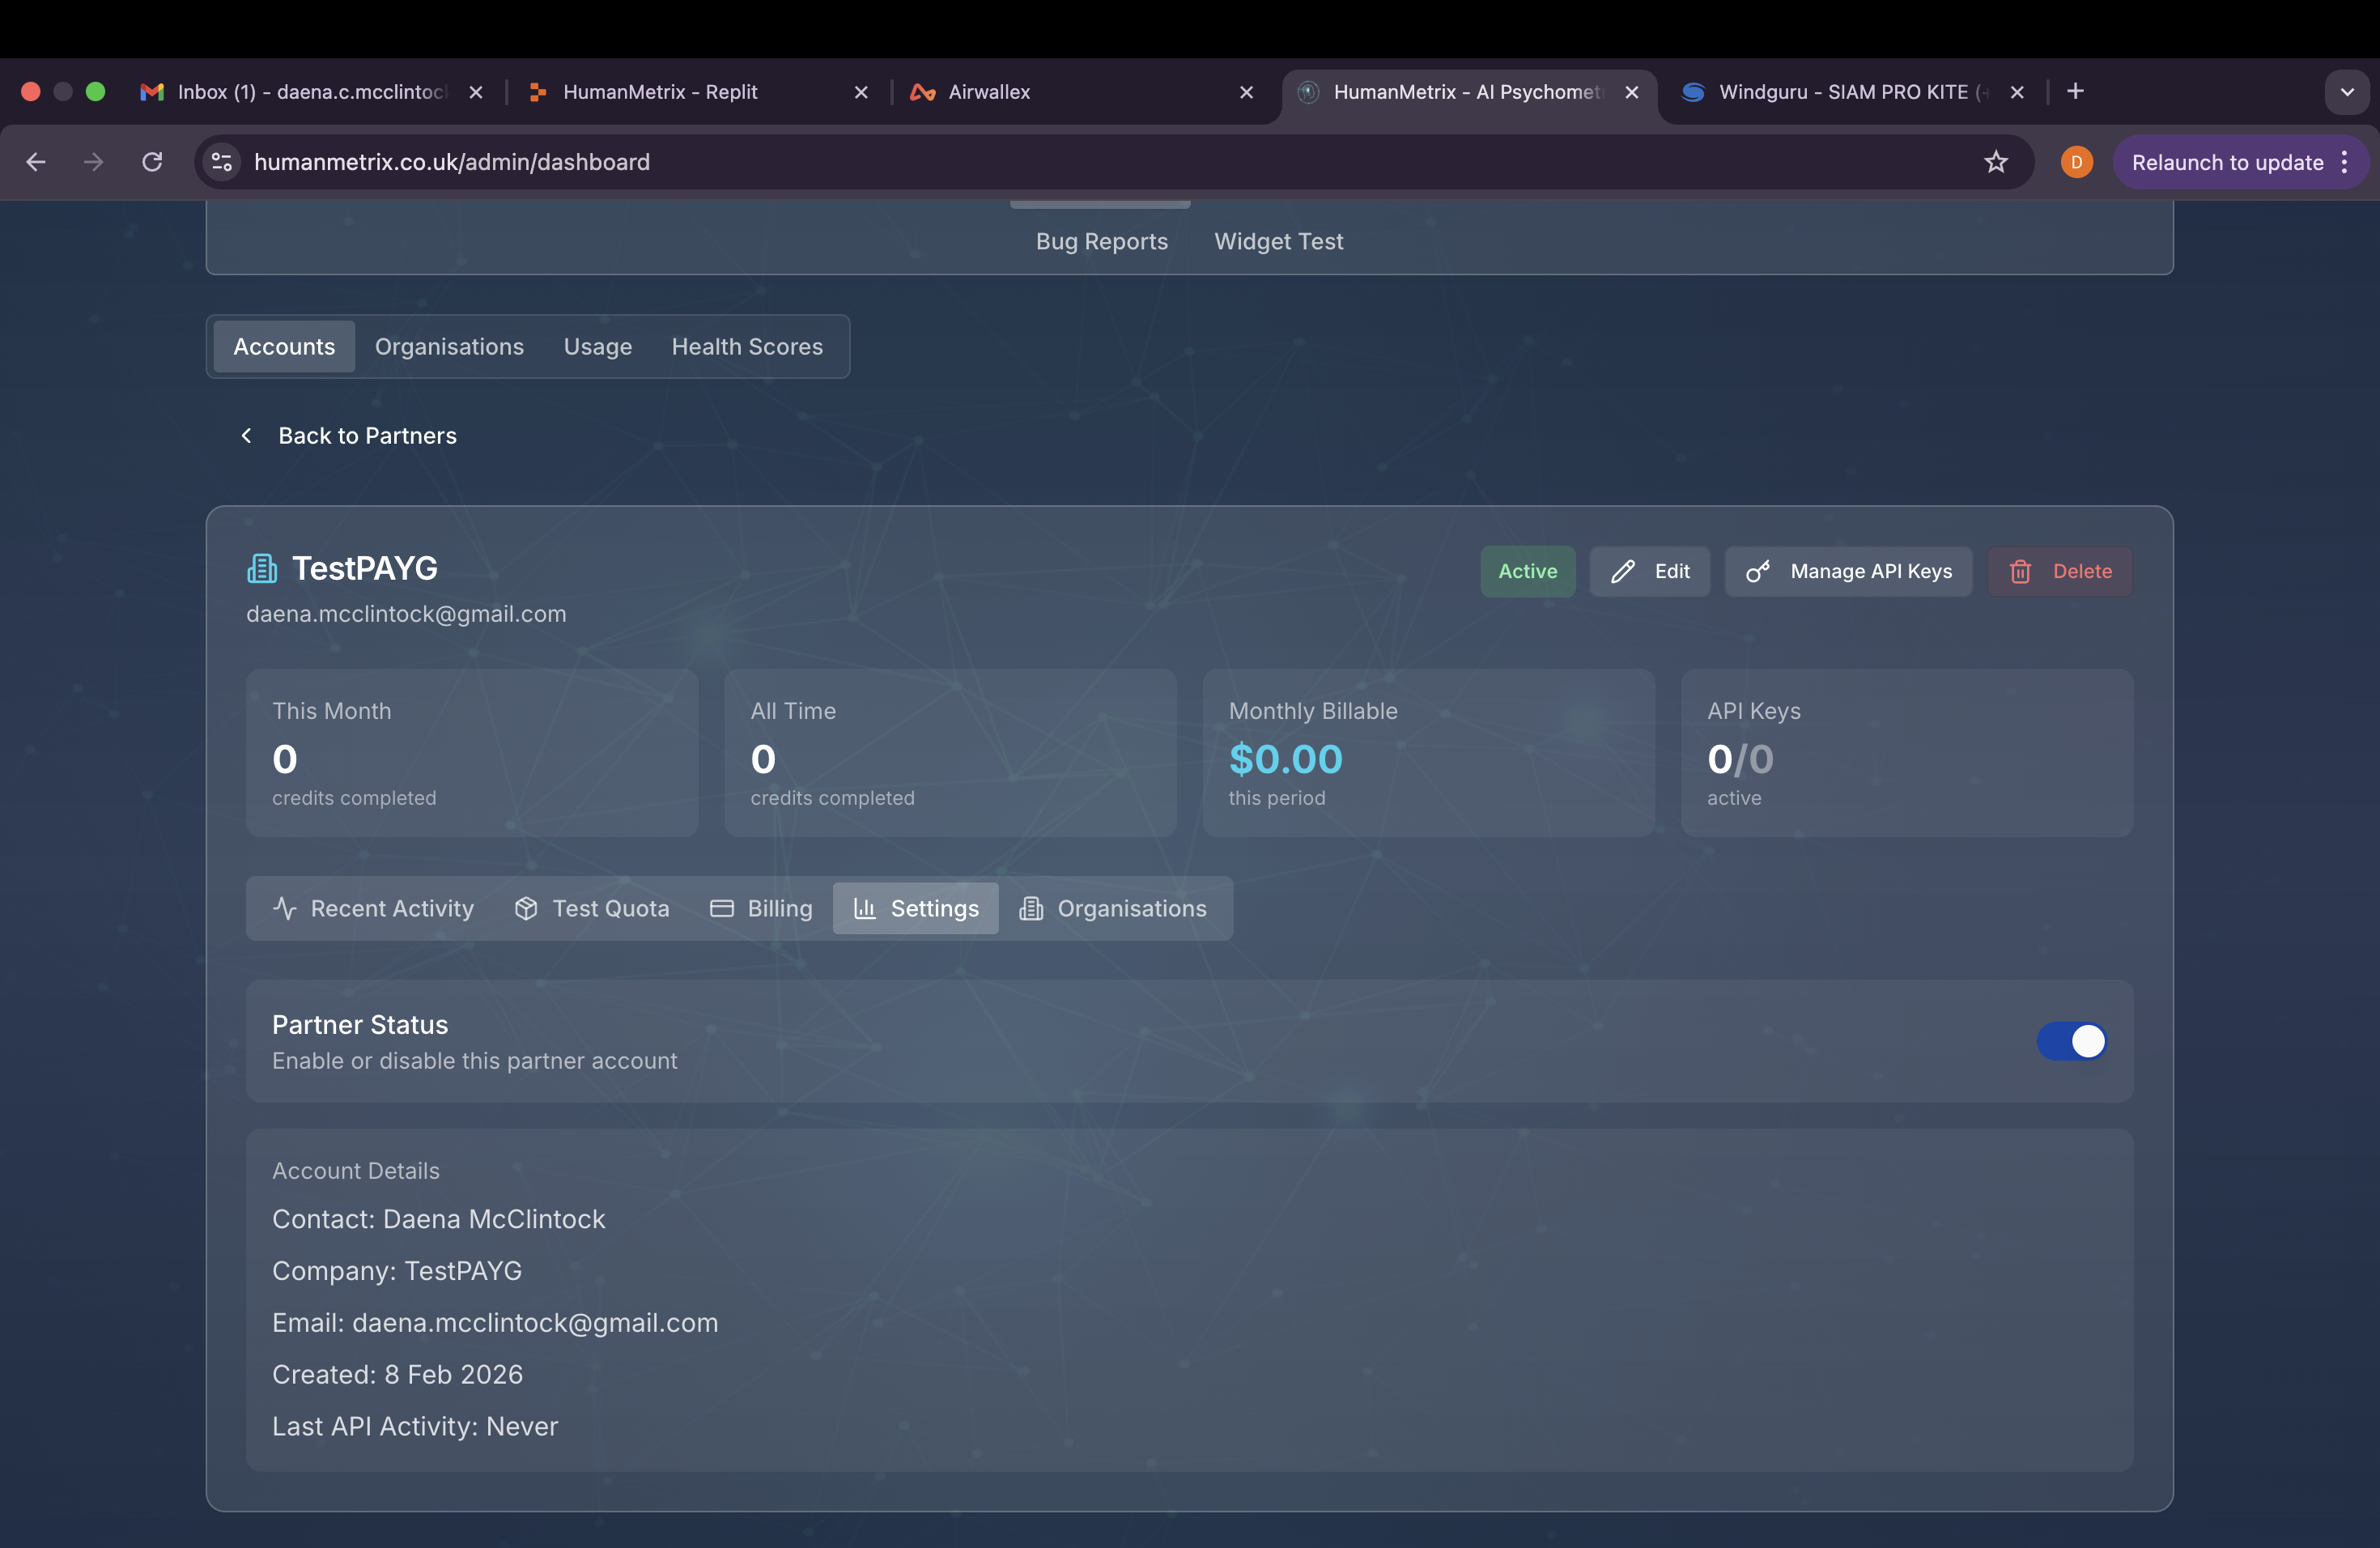 Inbox (1) - daena.c.mcclintoc
HumanMetrix - Replit
Airwallex
HumanMetrix - AI Psychomet
Windguru - SIAM PRO KITE (
humanmetrix.co.uk/admin/dashboard
D
Relaunch to update
Bug Reports
Widget Test
Accounts
Organisations
Usage
Health Scores
Back to Partners
TestPAYG
Active
Edit
Manage API Keys
Delete
daena.mcclintock@gmail.com
This Month
0
credits completed
All Time
0
credits completed
Monthly Billable
$0.00
this period
API Keys
0/0
active
Recent Activity
Test Quota
Billing
Settings
Organisations
Partner Status
Enable or disable this partner account
Account Details
Contact: Daena McClintock
Company: TestPAYG
Email: daena.mcclintock@gmail.com
Created: 8 Feb 2026
Last API Activity: Never